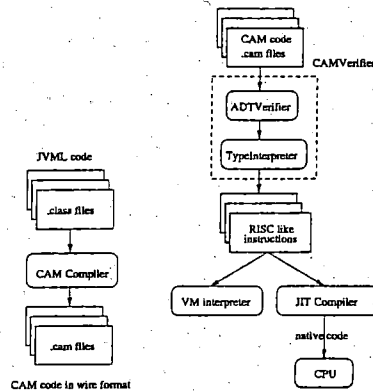 JVML code
.class files
CAM Compiler
.cam files
CAM code in wire format
CAM code
.cam files
CAMVerifier
ADTVerifier
TypeInterpreter
RISC like
instructions
VM interpreter
JIT Compiler
native code
CPU